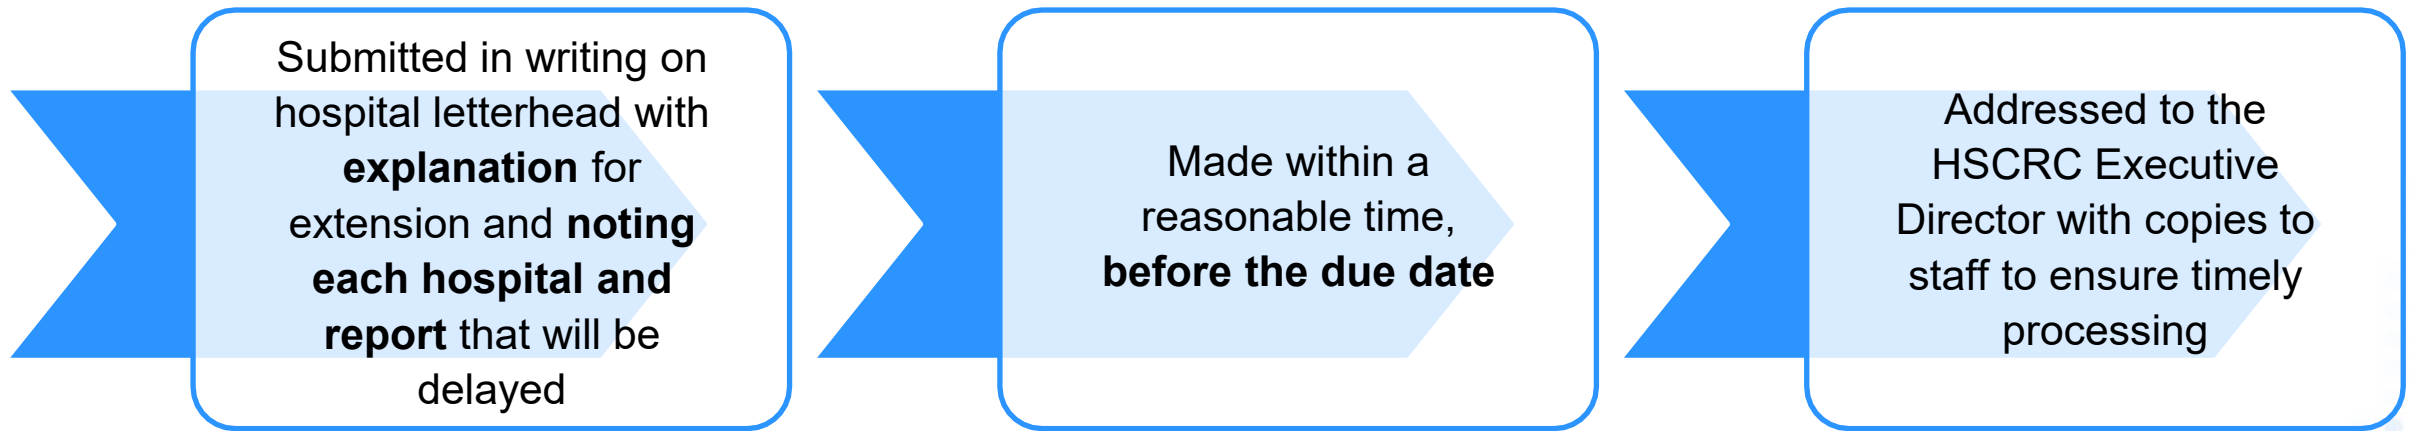 Submitted in writing on
hospital letterhead with
explanation for
extension and noting
each hospital and
report that will be
delayed
Made within a
reasonable time,
before the due date
Addressed to the
HSCRC Executive
Director with copies to
staff to ensure timely
processing